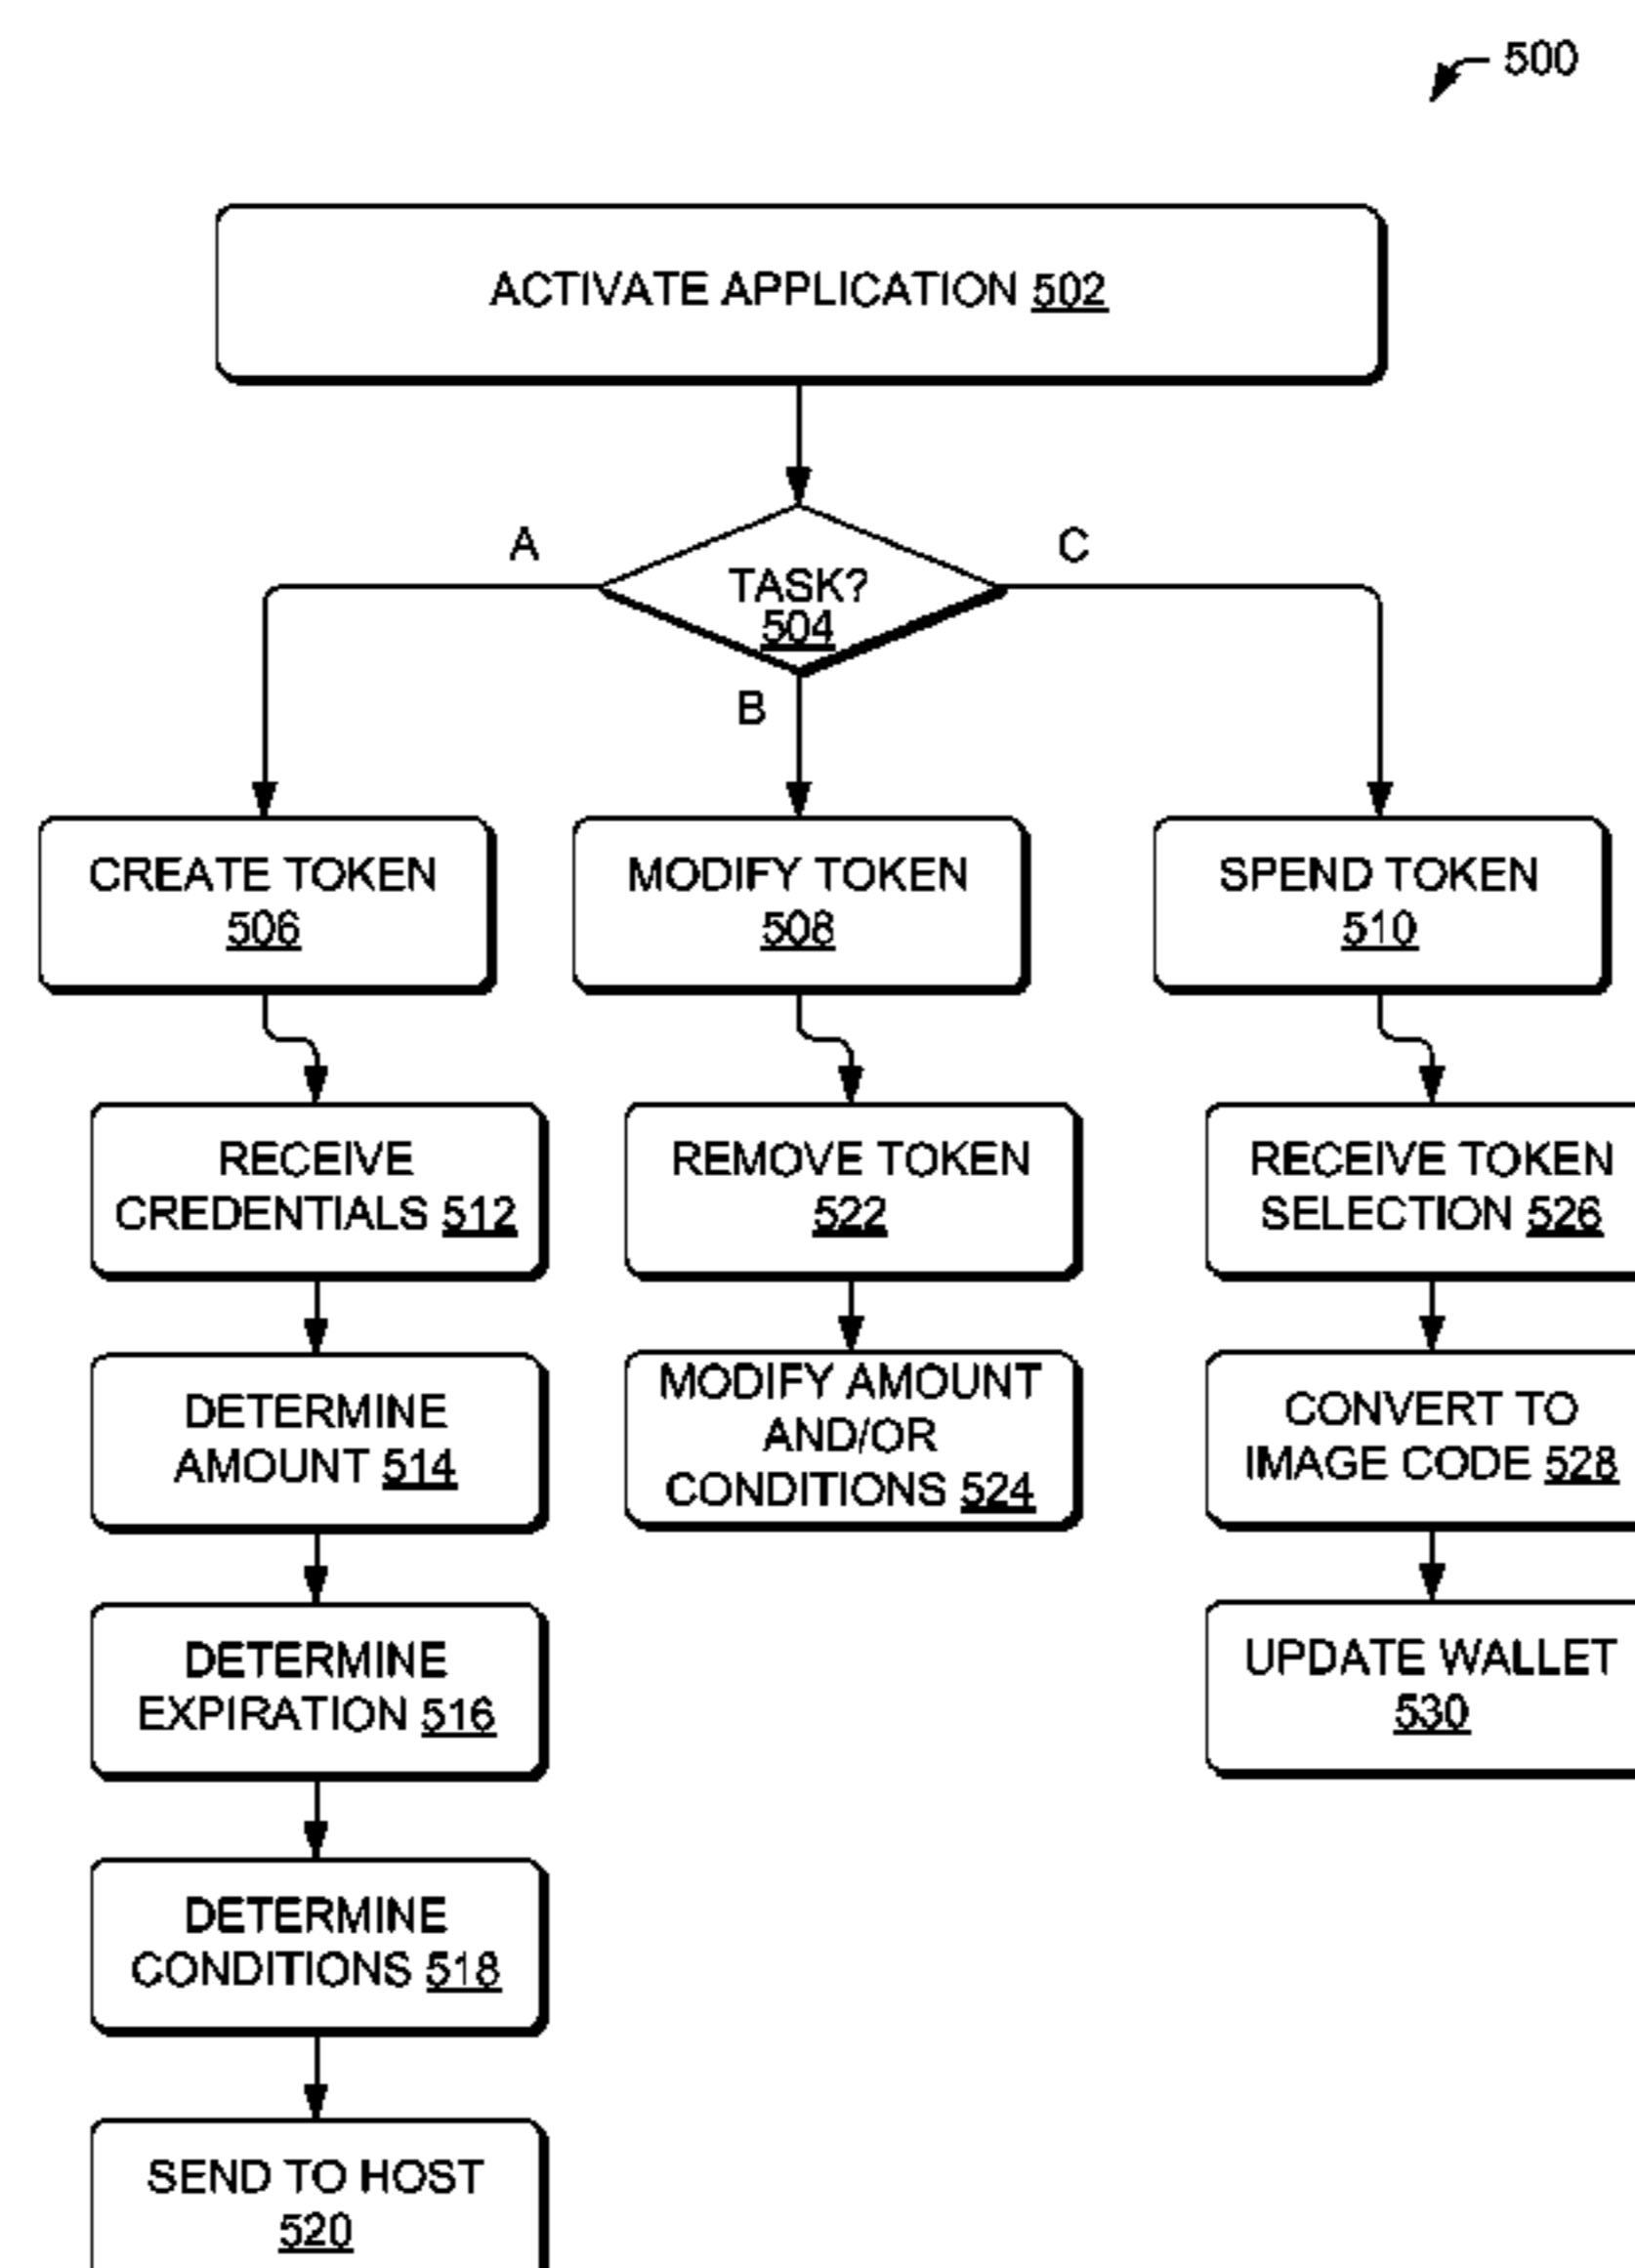 500
ACTIVATE APPLICATION 502
TASK?
504
A
B
C
CREATE TOKEN
506
RECEIVE
CREDENTIALS 512
DETERMINE
AMOUNT 514
DETERMINE
EXPIRATION 516
DETERMINE
CONDITIONS 518
SEND TO HOST
520
MODIFY TOKEN
508
REMOVE TOKEN
522
MODIFY AMOUNT
AND/OR
CONDITIONS 524
SPEND TOKEN
510
RECEIVE TOKEN
SELECTION 526
CONVERT TO
IMAGE CODE 528
UPDATE WALLET
530